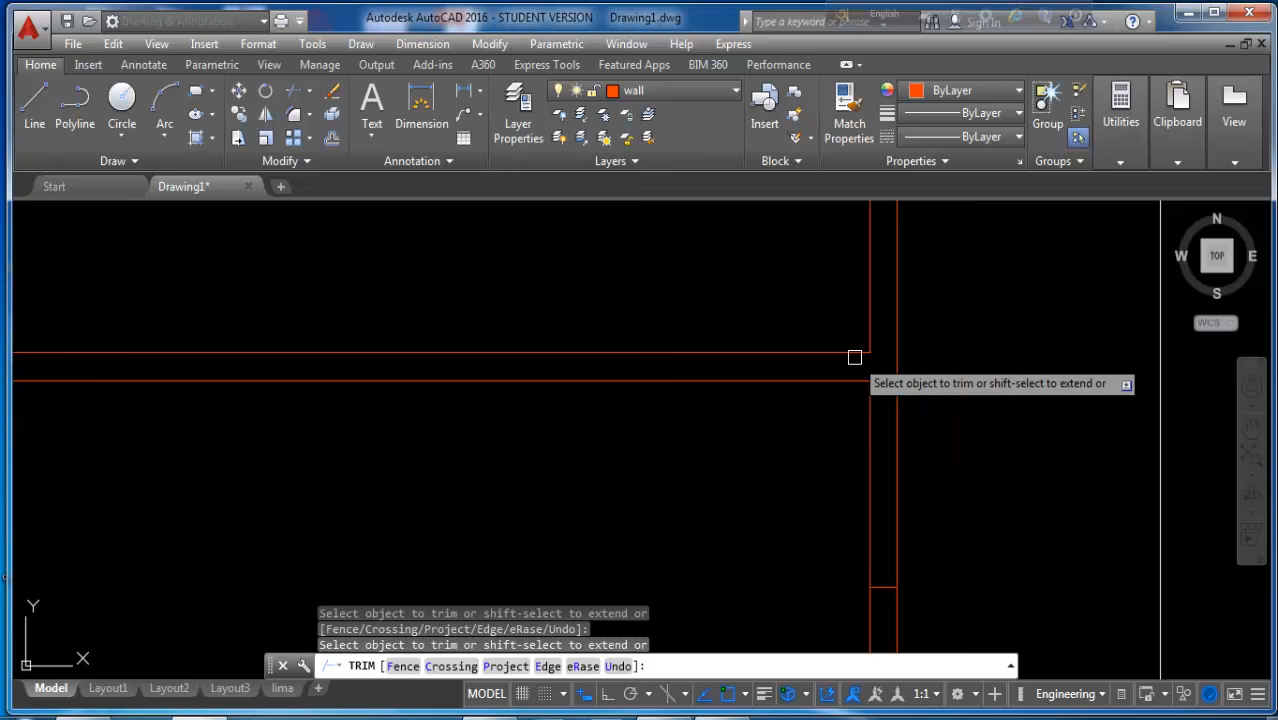 Drafting & Annotation
Autodesk AutoCAD 2016 - STUDENT VERSION Drawing1.dwg
Type a keyword or phrase
English
Sign In
File Edit View Insert Format Tools Draw Dimension Modify Parametric Window Help Express
Home Insert Annotate Parametric View Manage Output Add-ins A360 Express Tools Featured Apps BIM 360 Performance
wall
ByLayer
ByLayer
ByLayer
Line Polyline Circle Arc
Text Dimension
Layer Properties
Insert
Match Properties
Group
Utilities
Clipboard
View
Draw Modify Annotation Layers Block Properties Groups
Start Drawing1*
N
W TOP E
S
WCS
Select object to trim or shift-select to extend or
Y
X
Select object to trim or shift-select to extend or
[Fence/Crossing/Project/Edge/eRase/Undo]:
Select object to trim or shift-select to extend or
TRIM [Fence Crossing Project Edge eRase Undo]:
Model Layout1 Layout2 Layout3 lima +
MODEL
1:1
Engineering